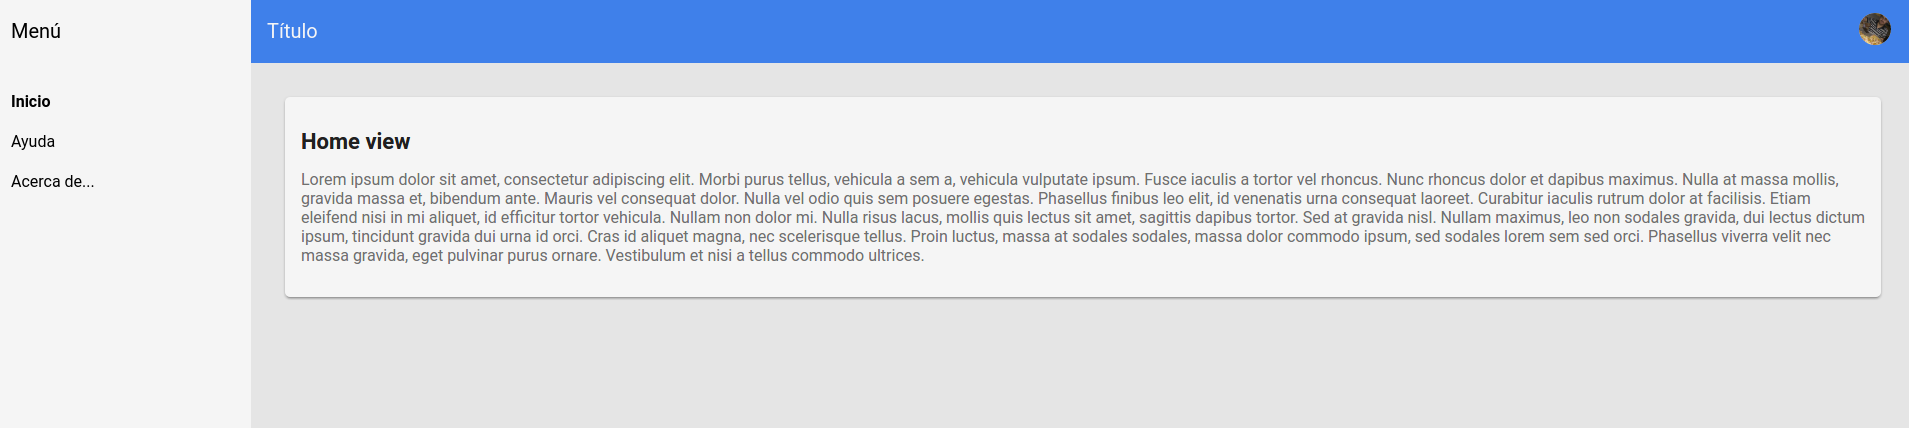 Menú
Título
Inicio
Ayuda
Acerca de...
Home view
Lorem ipsum dolor sit amet, consectetur adipiscing elit. Morbi purus tellus, vehicula a sem a, vehicula vulputate ipsum. Fusce iaculis a tortor vel rhoncus. Nunc rhoncus dolor et dapibus maximus. Nulla at massa mollis,
gravida massa et, bibendum ante. Mauris vel consequat dolor. Nulla vel odio quis sem posuere egestas. Phasellus finibus leo elit, id venenatis urna consequat laoreet. Curabitur iaculis rutrum dolor at facilisis. Etiam
eleifend nisi in mi aliquet, id efficitur tortor vehicula. Nullam non dolor mi. Nulla risus lacus, mollis quis lectus sit amet, sagittis dapibus tortor. Sed at gravida nisl. Nullam maximus, leo non sodales gravida, dui lectus dictum
ipsum, tincidunt gravida dui urna id orci. Cras id aliquet magna, nec scelerisque tellus. Proin luctus, massa at sodales sodales, massa dolor commodo ipsum, sed sodales lorem sem sed orci. Phasellus viverra velit nec
massa gravida, eget pulvinar purus ornare. Vestibulum et nisi a tellus commodo ultrices.